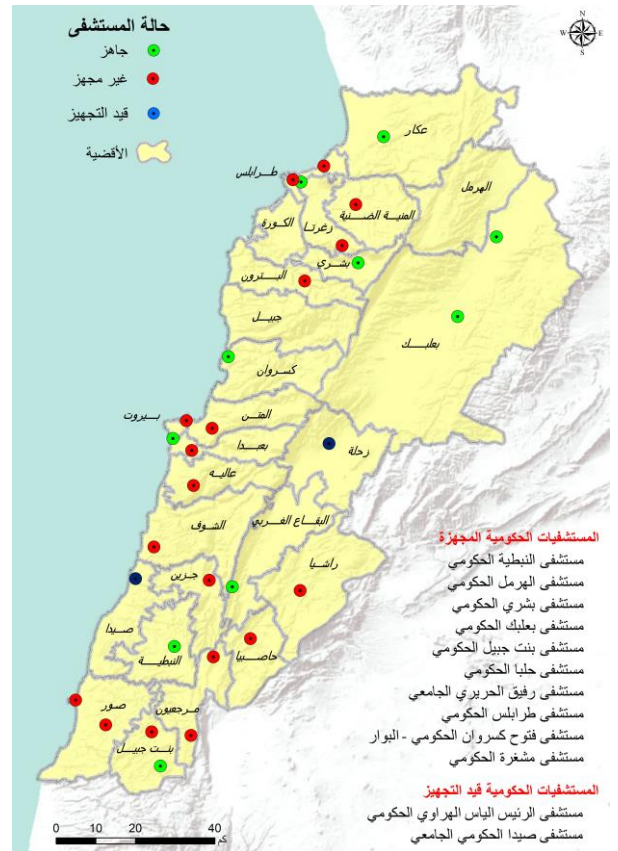 حالة المستشفى
جاهز
غير مجهز
قيد التجهيز
الأقضية
N
W
E
S
عكار
طرابلس
الهرمل
المنية الضنية
زغرتا
الكورة
بشري
البترون
جبيل
بعلبك
كسروان
بيروت
المتن
بعبدا
زحلة
عاليه
البقاع الغربي
الشوف
راشيا
جزين
صيدا
حاصبيا
النبطية
مرجعيون
صور
بنت جبيل
المستشفيات الحكومية المجهزة
مستشفى النبطية الحكومي
مستشفى الهرمل الحكومي
مستشفى بشري الحكومي
مستشفى بعلبك الحكومي
مستشفى بنت جبيل الحكومي
مستشفى حلبا الحكومي
مستشفى رفيق الحريري الجامعي
مستشفى طرابلس الحكومي
مستشفى فتوح كسروان الحكومي - البوار
مستشفى مشغرة الحكومي
المستشفيات الحكومية قيد التجهيز
مستشفى الرئيس الياس الهراوي الحكومي
مستشفى صيدا الحكومي الجامعي
0 10 20 40
كم